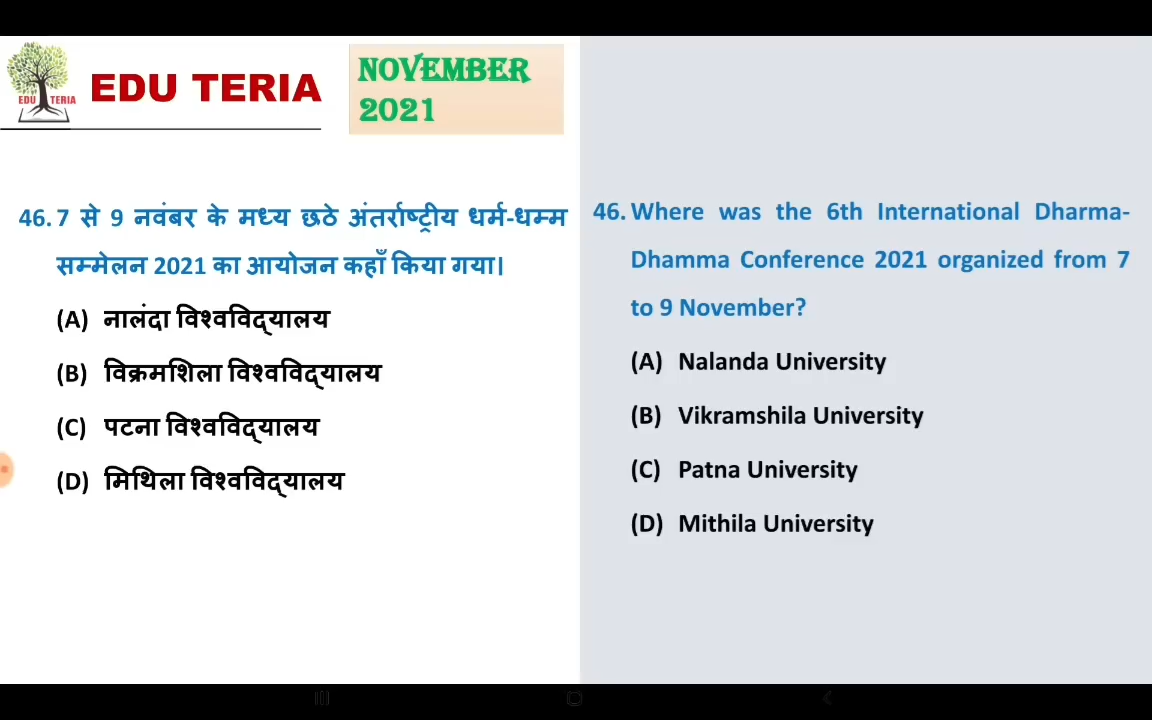 EDU TERIA
EDU TERIA
NOVEMBER
2021
46. 7 से 9 नवंबर के मध्य छठे अंतर्राष्ट्रीय धर्म-धम्म
सम्मेलन 2021 का आयोजन कहाँ किया गया।
(A) नालंदा विश्वविद्यालय
(B) विक्रमशिला विश्वविद्यालय
(C) पटना विश्वविद्यालय
(D) मिथिला विश्वविद्यालय
46. Where was the 6th International Dharma-
Dhamma Conference 2021 organized from 7
to 9 November?
(A) Nalanda University
(B) Vikramshila University
(C) Patna University
(D) Mithila University